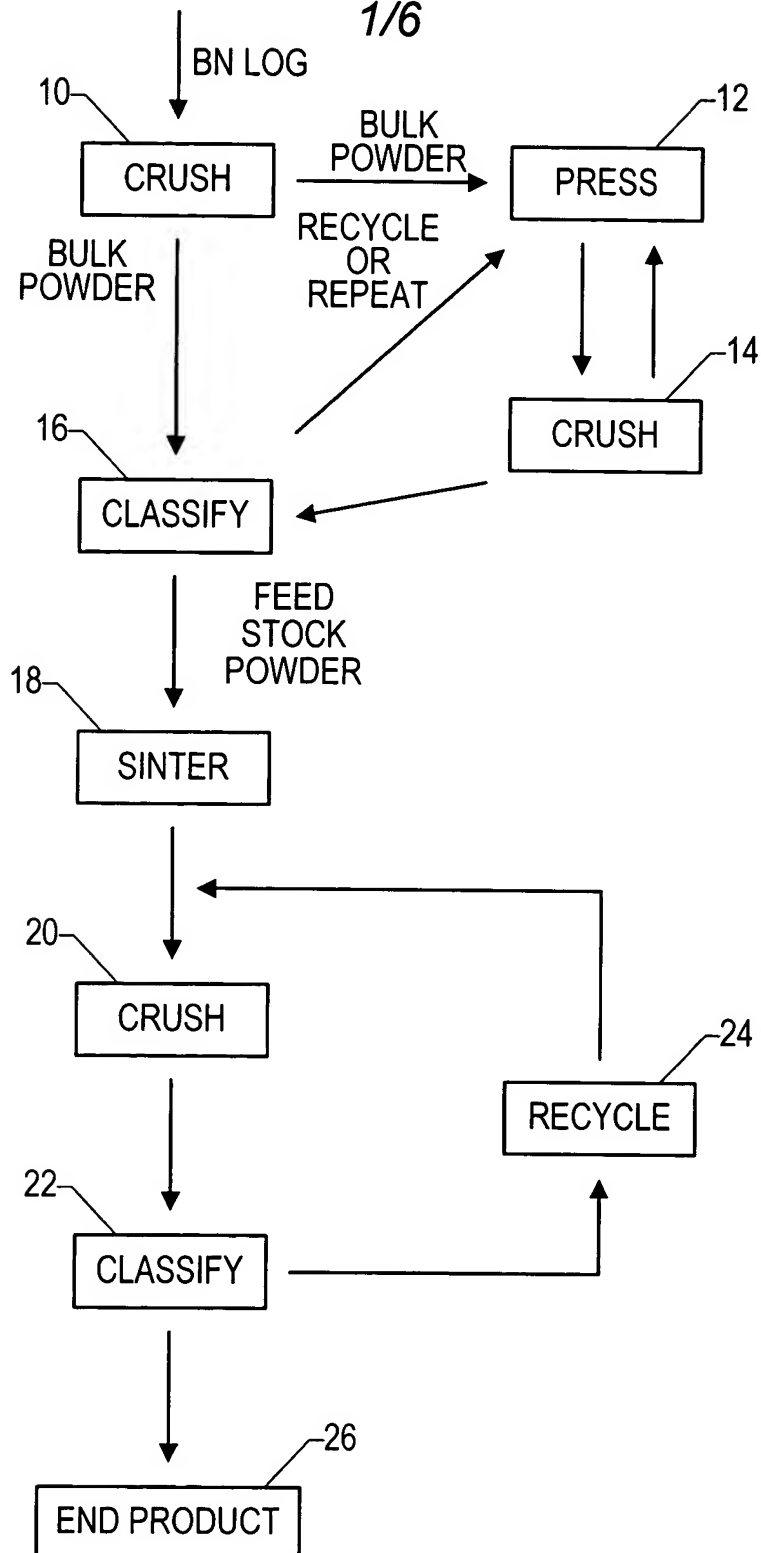 1/6
BN LOG
10
12
CRUSH
BULK
POWDER
PRESS
BULK
POWDER
RECYCLE
OR
REPEAT
14
CRUSH
16
CLASSIFY
FEED
STOCK
POWDER
18
SINTER
20
CRUSH
24
RECYCLE
22
CLASSIFY
26
END PRODUCT